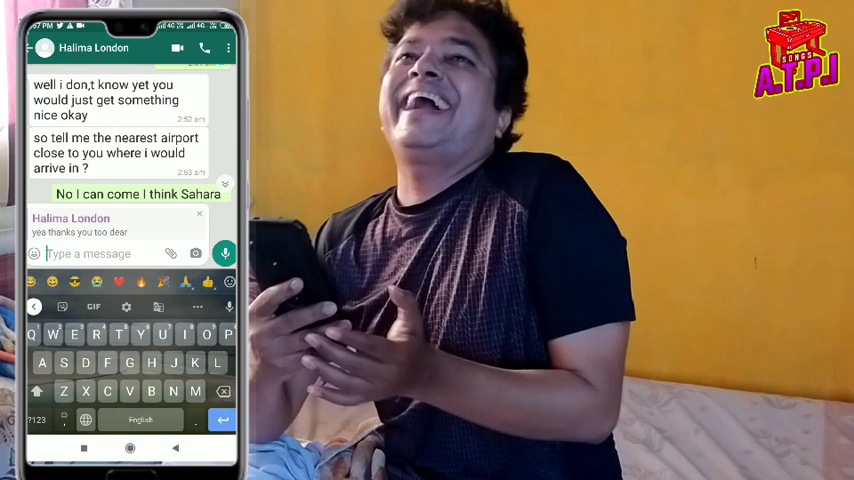 Halima London
well i don,t know yet you
would just get something
nice okay
2:52 am
so tell me the nearest airport
close to you where i would
arrive in ?
2:53 am
No I can come I think Sahara
Halima London
yea thanks you too dear
Type a message
GIF
Q W E R T Y U I O P
A S D F G H J K L
Z X C V B N M
?123 , English .
SONGS
A.T.P.I